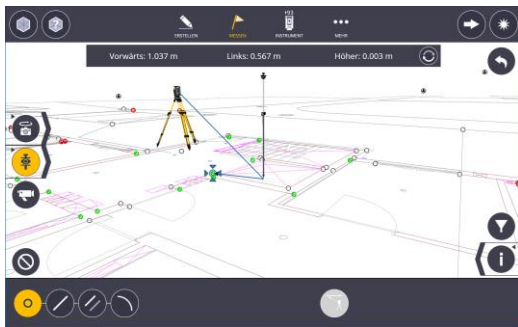 ERSTELLEN
MESSEN
INSTRUMENT
MEHR
Vorwärts: 1.037 m Links: 0.567 m Höher: 0.003 m